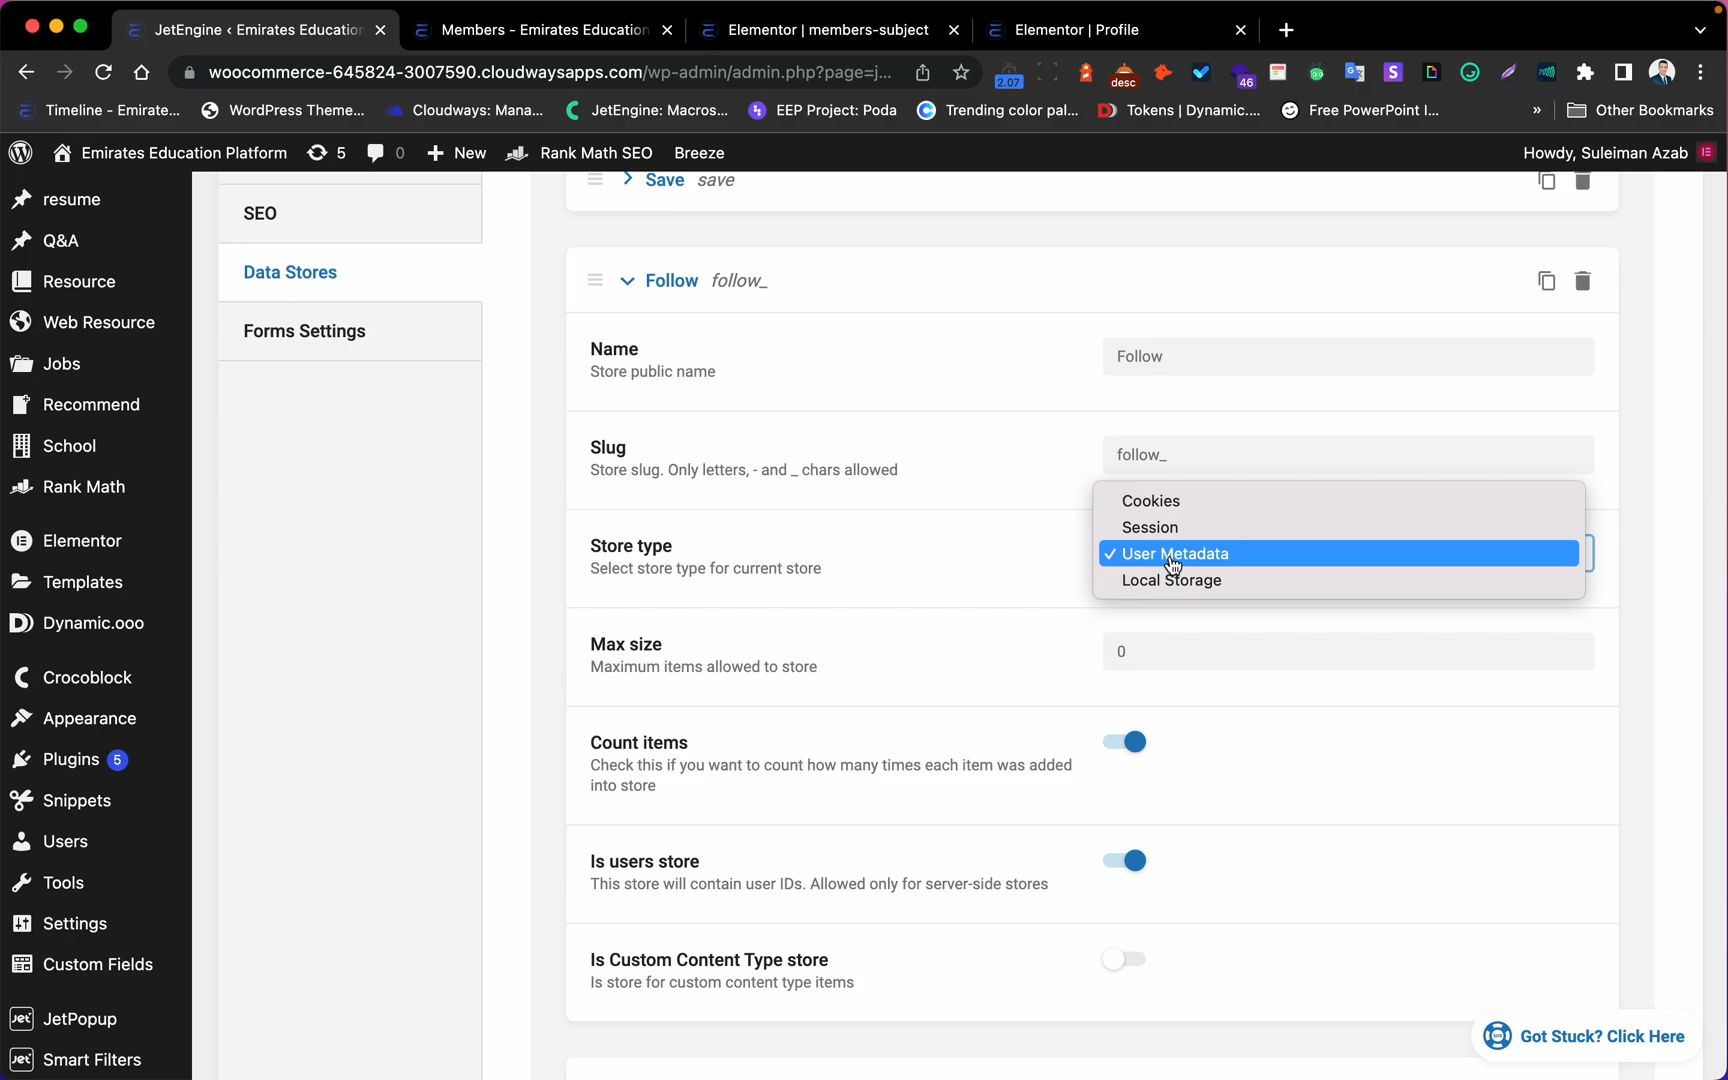 JetEngine ‹ Emirates Education
Members - Emirates Education
Elementor | members-subject
Elementor | Profile
woocommerce-645824-3007590.cloudwaysapps.com/wp-admin/admin.php?page=j...
2.07
desc
46
Timeline - Emirate...
WordPress Theme...
Cloudways: Mana...
JetEngine: Macros...
EEP Project: Poda
Trending color pal...
Tokens | Dynamic....
Free PowerPoint I...
»
Other Bookmarks
Emirates Education Platform
5
0
New
Rank Math SEO
Breeze
Howdy, Suleiman Azab
resume
Q&A
Resource
Web Resource
Jobs
Recommend
School
Rank Math
Elementor
Templates
Dynamic.ooo
Crocoblock
Appearance
Plugins 5
Snippets
Users
Tools
Settings
Custom Fields
JetPopup
Smart Filters
SEO
Data Stores
Forms Settings
Save save
Follow follow_
Name
Store public name
Follow
Slug
Store slug. Only letters, - and _ chars allowed
follow_
Store type
Select store type for current store
Cookies
Session
✓ User Metadata
Local Storage
Max size
Maximum items allowed to store
0
Count items
Check this if you want to count how many times each item was added
into store
Is users store
This store will contain user IDs. Allowed only for server-side stores
Is Custom Content Type store
Is store for custom content type items
Got Stuck? Click Here